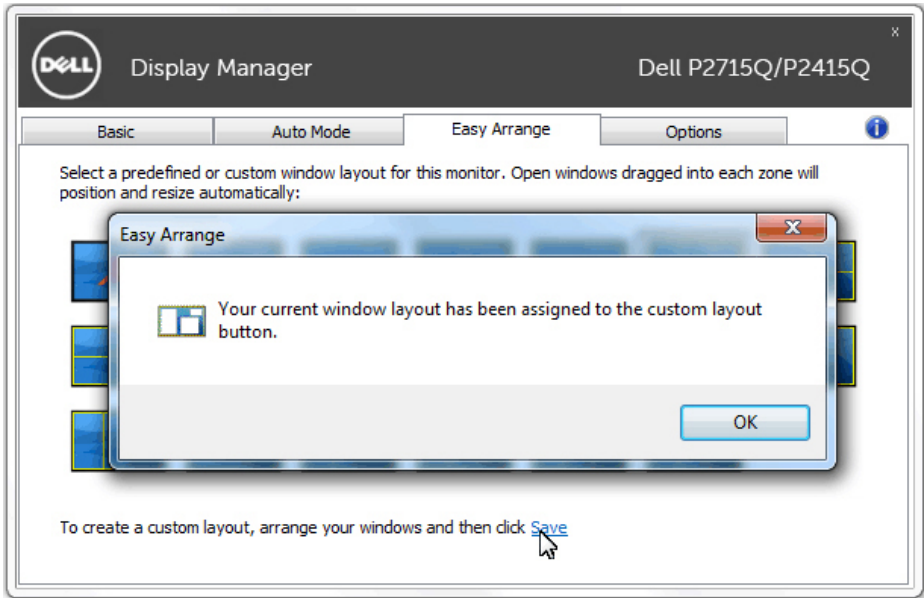 x
DELL
Display Manager
Dell P2715Q/P2415Q
Basic
Auto Mode
Easy Arrange
Options
Select a predefined or custom window layout for this monitor. Open windows dragged into each zone will
position and resize automatically:
Easy Arrange
Your current window layout has been assigned to the custom layout
button.
OK
To create a custom layout, arrange your windows and then click Save